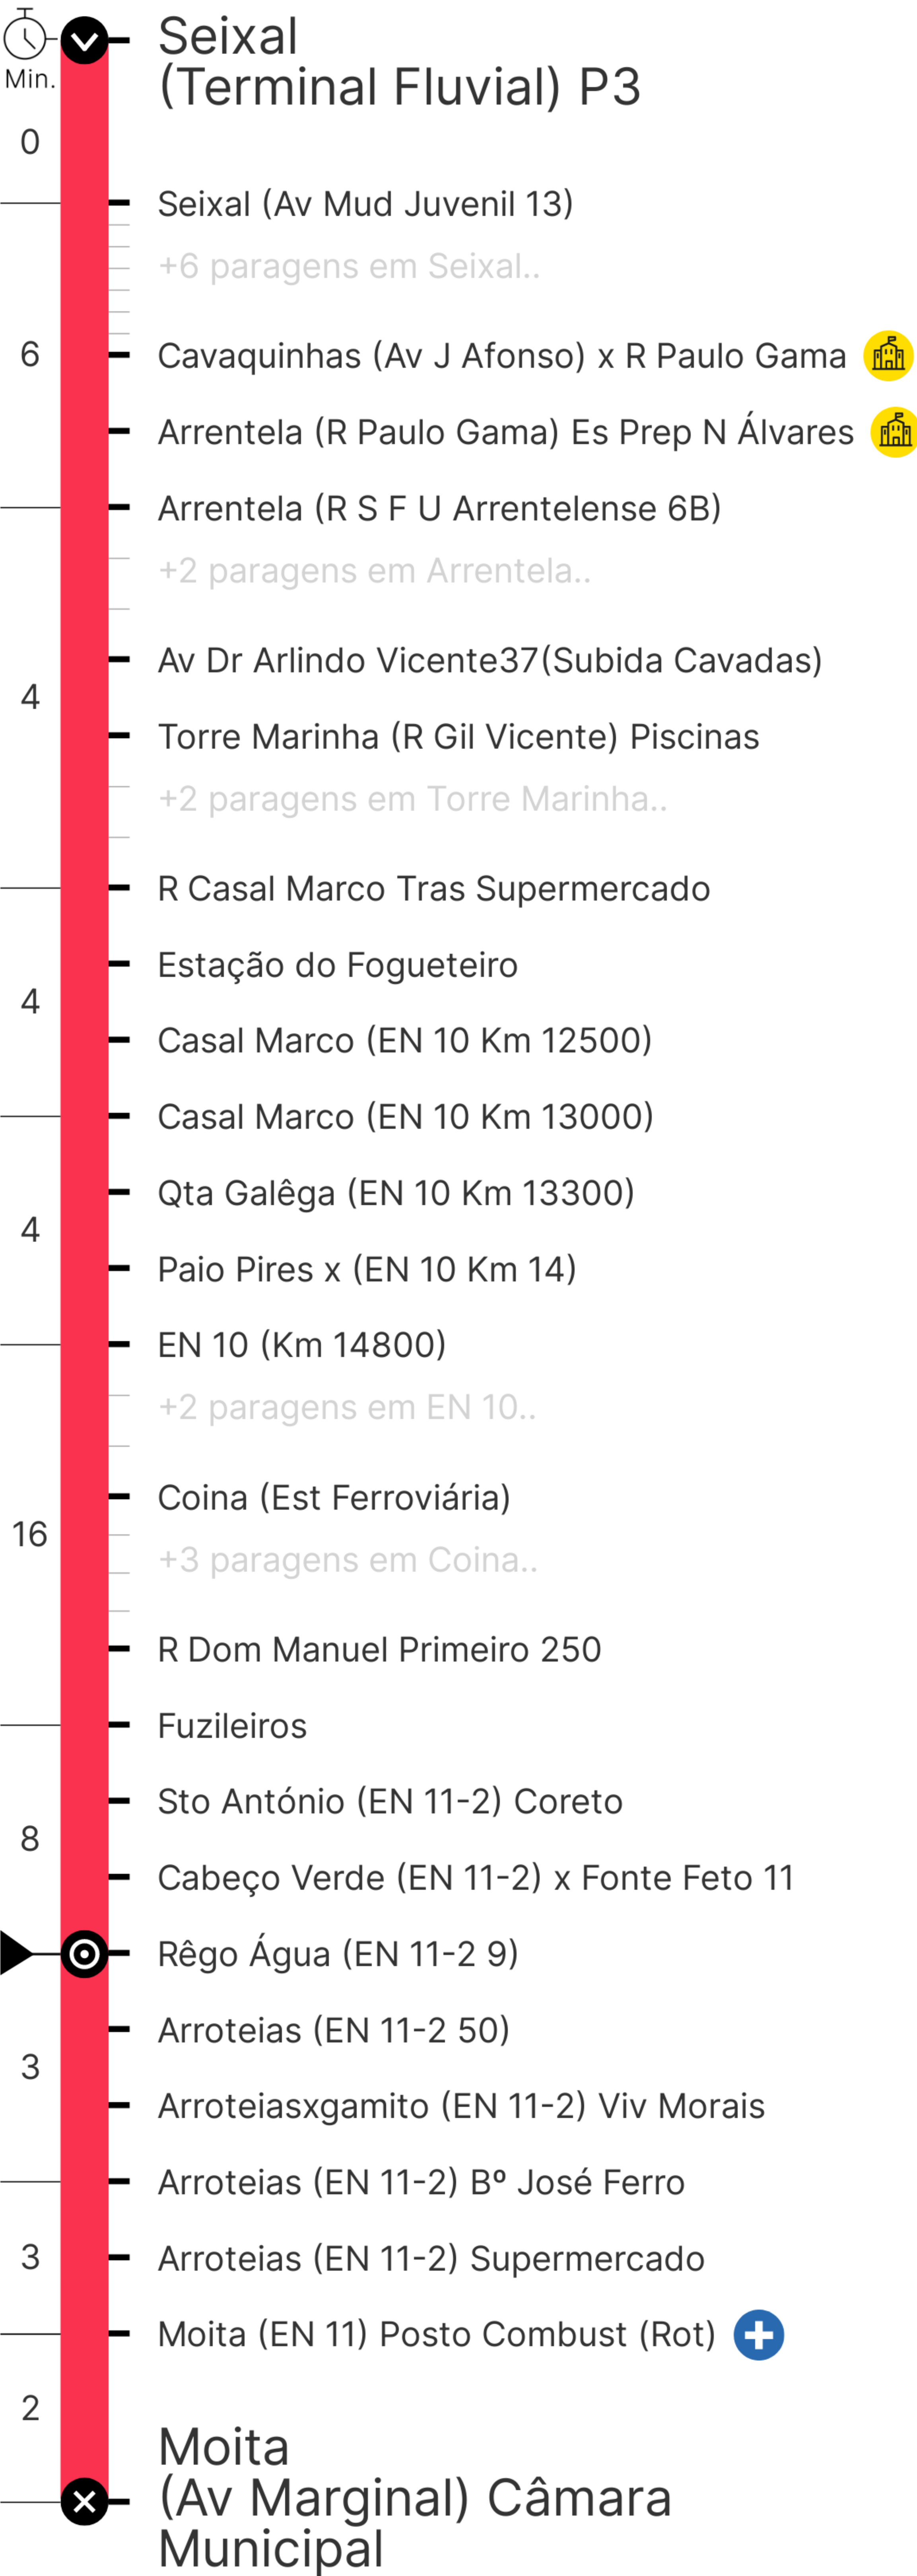 Seixal
(Terminal Fluvial) P3
Min.
0
Seixal (Av Mud Juvenil 13)
+6 paragens em Seixal..
6
Cavaquinhas (Av J Afonso) x R Paulo Gama
Arrentela (R Paulo Gama) Es Prep N Álvares
Arrentela (R S F U Arrentelense 6B)
+2 paragens em Arrentela..
Av Dr Arlindo Vicente37(Subida Cavadas)
4
Torre Marinha (R Gil Vicente) Piscinas
+2 paragens em Torre Marinha..
R Casal Marco Tras Supermercado
Estação do Fogueteiro
4
Casal Marco (EN 10 Km 12500)
Casal Marco (EN 10 Km 13000)
Qta Galêga (EN 10 Km 13300)
4
Paio Pires x (EN 10 Km 14)
EN 10 (Km 14800)
+2 paragens em EN 10..
Coina (Est Ferroviária)
16
+3 paragens em Coina..
R Dom Manuel Primeiro 250
Fuzileiros
Sto António (EN 11-2) Coreto
8
Cabeço Verde (EN 11-2) x Fonte Feto 11
Rêgo Água (EN 11-2 9)
Arroteias (EN 11-2 50)
3
Arroteiasxgamito (EN 11-2) Viv Morais
Arroteias (EN 11-2) Bº José Ferro
3
Arroteias (EN 11-2) Supermercado
Moita (EN 11) Posto Combust (Rot)
2
Moita
(Av Marginal) Câmara
Municipal